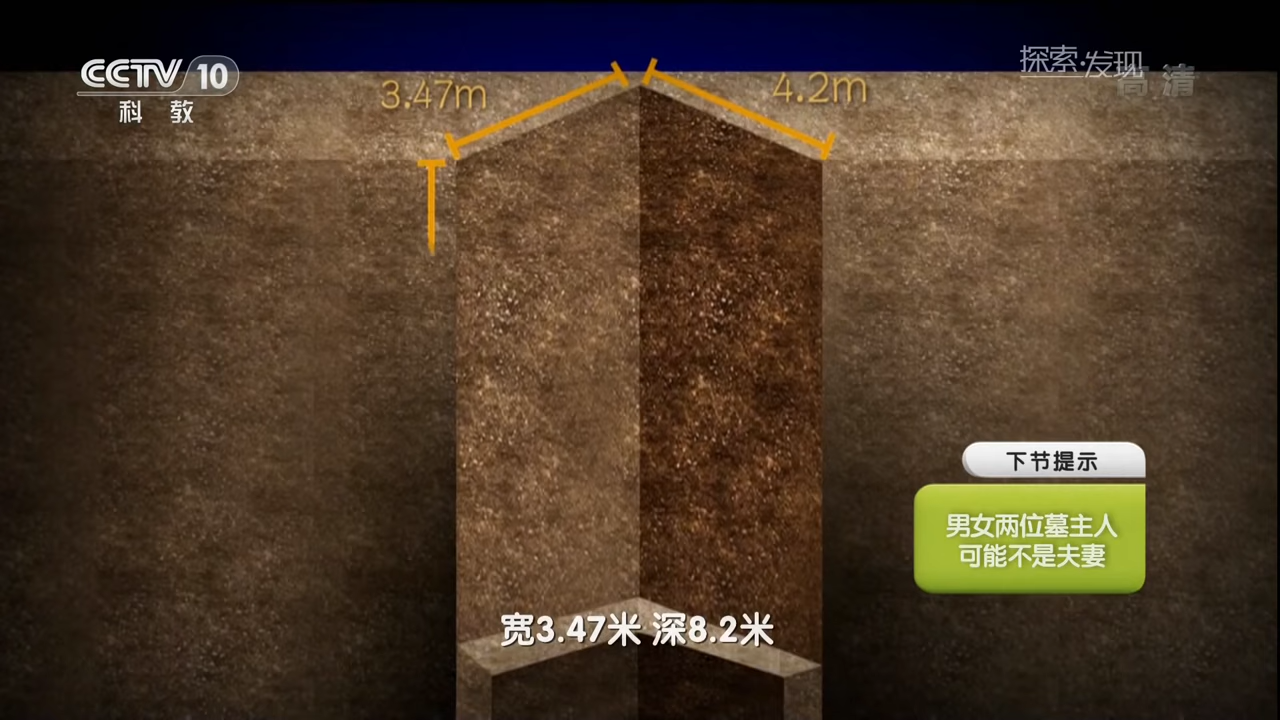 CCTV 10
科教
探索·发现
高清
3.47m
4.2m
下节提示
男女两位墓主人
可能不是夫妻
宽3.47米 深8.2米